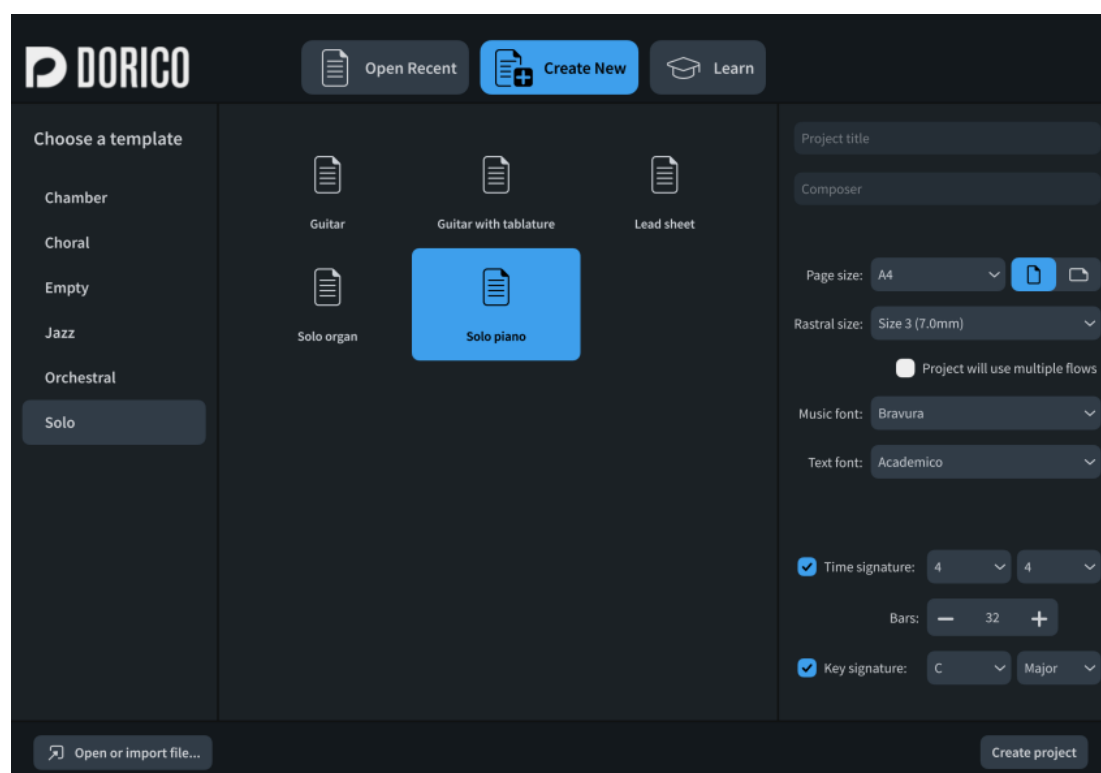 DORICO
Open Recent
Create New
Learn
Choose a template
Chamber
Choral
Empty
Jazz
Orchestral
Solo
Guitar
Guitar with tablature
Lead sheet
Solo organ
Solo piano
Project title
Composer
Page size: A4
Rastral size: Size 3 (7.0mm)
Project will use multiple flows
Music font: Bravura
Text font: Academico
Time signature: 4 4
Bars: 32
Key signature: C Major
Open or import file...
Create project